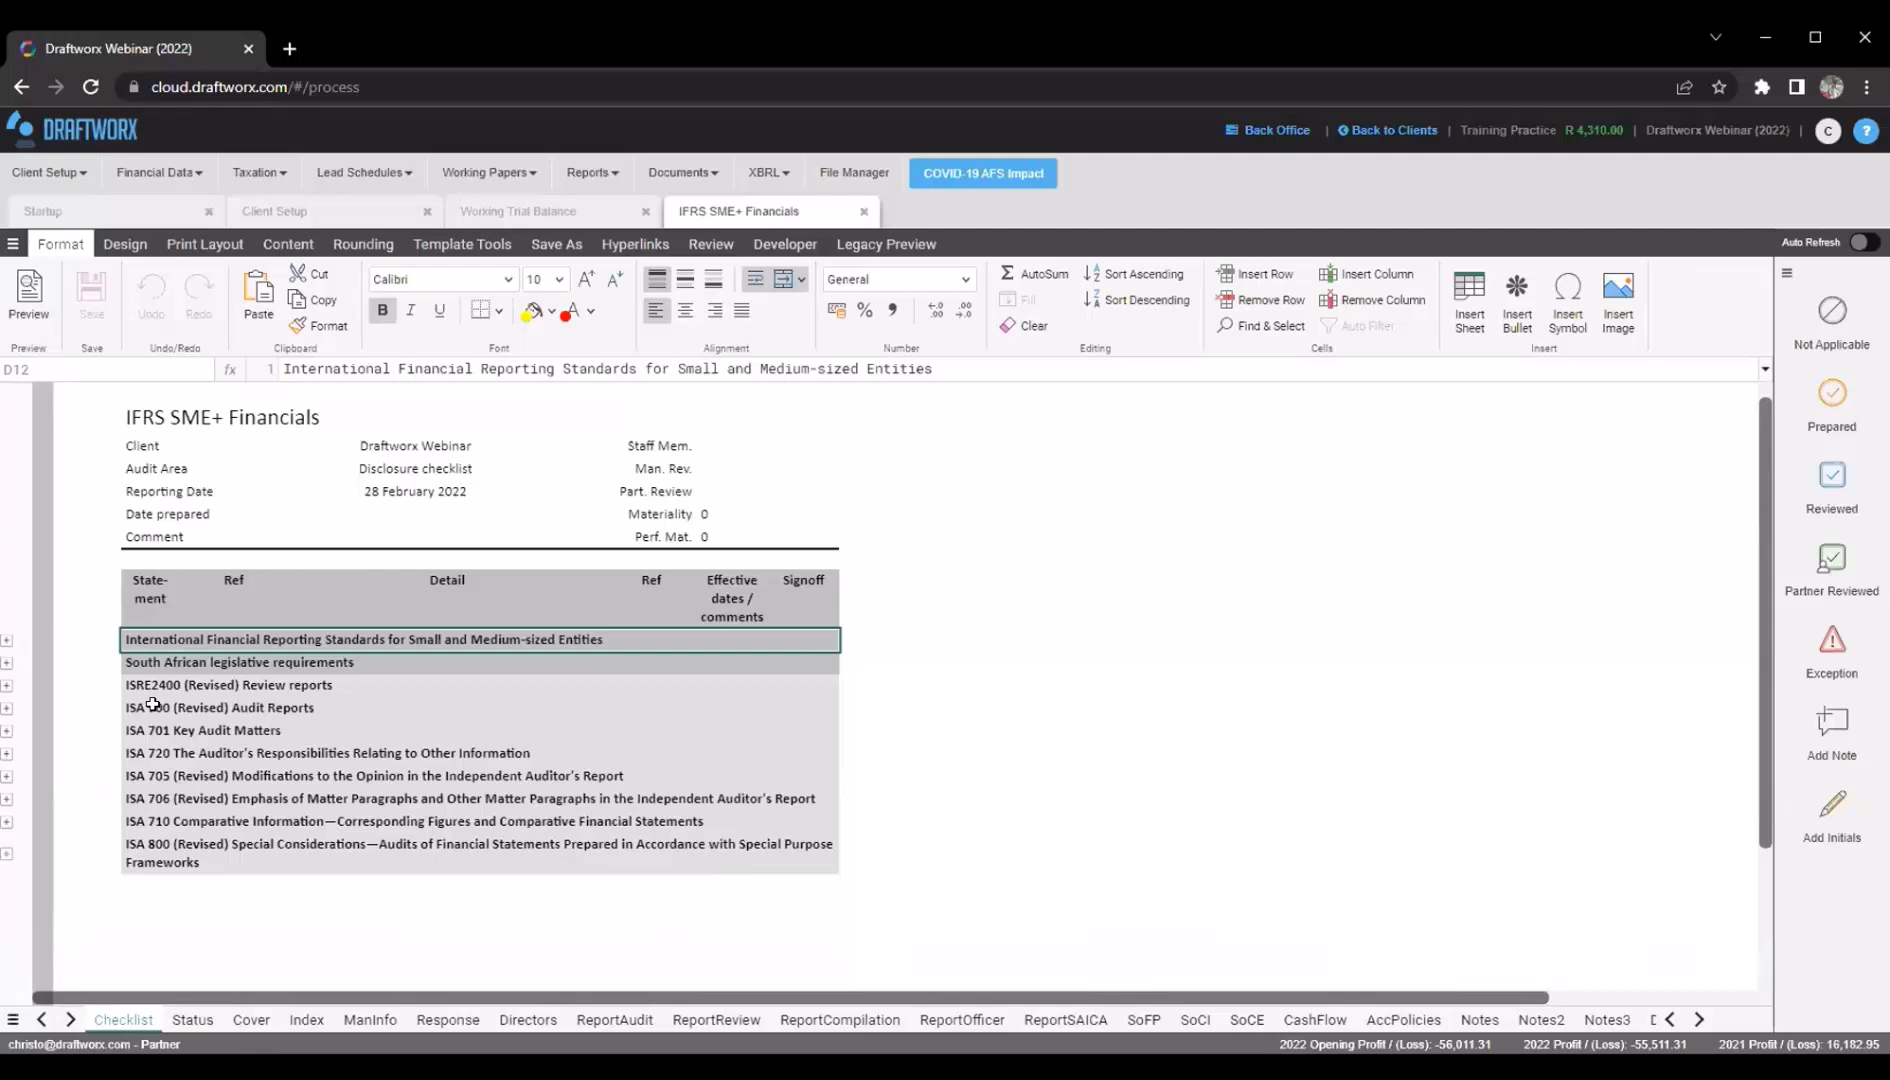 Draftworx Webinar (2022)
cloud.draftworx.com/#/process
DRAFTWORX
Back Office | Back to Clients | Training Practice R 4,310.00 | Draftworx Webinar (2022) | C ?
Client Setup Financial Data Taxation Lead Schedules Working Papers Reports Documents XBRL File Manager COVID-19 AFS Impact
Startup Client Setup Working Trial Balance IFRS SME+ Financials
Format Design Print Layout Content Rounding Template Tools Save As Hyperlinks Review Developer Legacy Preview Auto Refresh
Cut Calibri 10 General AutoSum Sort Ascending Insert Row Insert Column
Copy Fill Sort Descending Remove Row Remove Column
Preview Save Undo Redo Paste Format B I U Clear Find & Select Auto Filter Insert Sheet Insert Bullet Insert Symbol Insert Image
Preview Save Undo/Redo Clipboard Font Alignment Number Editing Cells Insert
D12 fx 1 International Financial Reporting Standards for Small and Medium-sized Entities
IFRS SME+ Financials
Client Draftworx Webinar Staff Mem.
Audit Area Disclosure checklist Man. Rev.
Reporting Date 28 February 2022 Part. Review
Date prepared Materiality 0
Comment Perf. Mat. 0
State- Ref Detail Ref Effective Signoff
ment dates /
comments
International Financial Reporting Standards for Small and Medium-sized Entities
South African legislative requirements
ISRE2400 (Revised) Review reports
ISA (Revised) Audit Reports
ISA 701 Key Audit Matters
ISA 720 The Auditor's Responsibilities Relating to Other Information
ISA 705 (Revised) Modifications to the Opinion in the Independent Auditor's Report
ISA 706 (Revised) Emphasis of Matter Paragraphs and Other Matter Paragraphs in the Independent Auditor's Report
ISA 710 Comparative Information—Corresponding Figures and Comparative Financial Statements
ISA 800 (Revised) Special Considerations—Audits of Financial Statements Prepared in Accordance with Special Purpose
Frameworks
Not Applicable
Prepared
Reviewed
Partner Reviewed
Exception
Add Note
Add Initials
Checklist Status Cover Index ManInfo Response Directors ReportAudit ReportReview ReportCompilation ReportOfficer ReportSAICA SoFP SoCI SoCE CashFlow AccPolicies Notes Notes2 Notes3
christo@draftworx.com - Partner 2022 Opening Profit / (Loss): -56,011.31 2022 Profit / (Loss): -55,511.31 2021 Profit / (Loss): 16,182.95